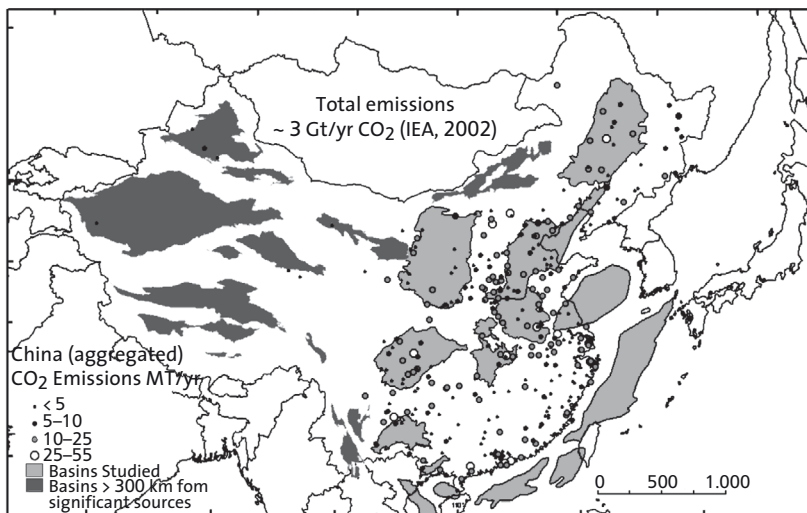 Total emissions
~ 3 Gt/yr CO₂ (IEA, 2002)
China (aggregated)
CO₂ Emissions MT/yr
< 5
5–10
10–25
25–55
Basins Studied
Basins > 300 km fom
significant sources
0 500 1.000